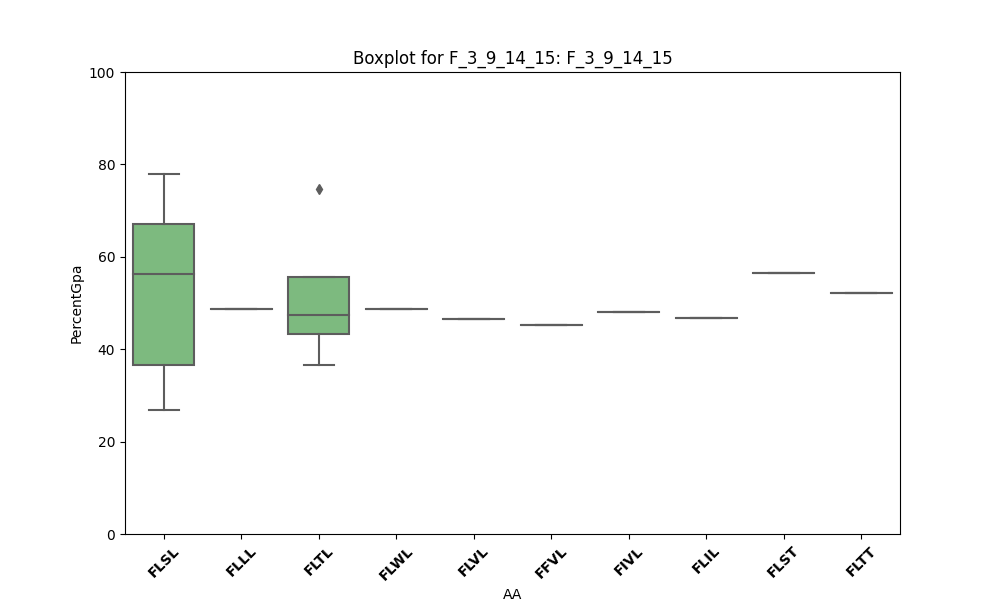 Boxplot for F_3_9_14_15: F_3_9_14_15
100
80
60
40
20
0
PercentGpa
FLSL
FLLL
FLTL
FLWL
FLVL
FFVL
FIVL
FLIL
FLST
FLTT
AA